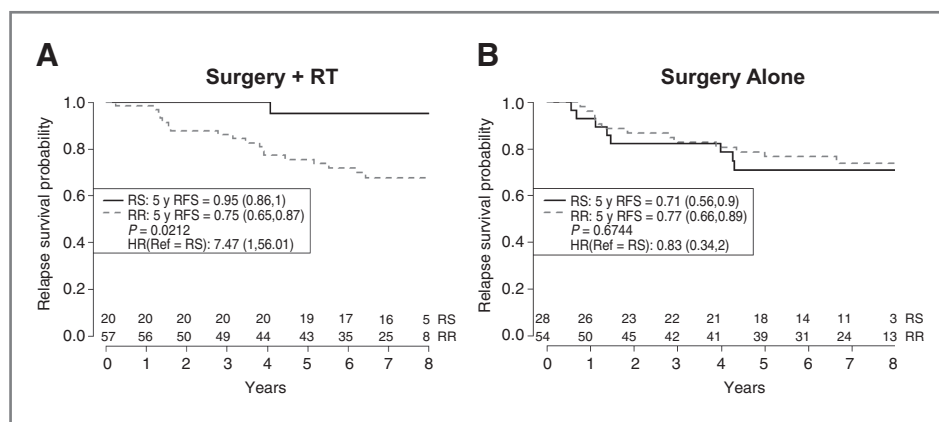 A
Surgery + RT
Relapse survival probability
1.0
0.8
0.6
0.4
0.2
0.0
RS: 5 y RFS = 0.95 (0.86,1)
RR: 5 y RFS = 0.75 (0.65,0.87)
P = 0.0212
HR(Ref = RS): 7.47 (1,56.01)
20 20 20 20 20 19 17 16 5 RS
57 56 50 49 44 43 35 25 8 RR
0 1 2 3 4 5 6 7 8
Years
B
Surgery Alone
Relapse survival probability
1.0
0.8
0.6
0.4
0.2
0.0
RS: 5 y RFS = 0.71 (0.56,0.9)
RR: 5 y RFS = 0.77 (0.66,0.89)
P = 0.6744
HR(Ref = RS): 0.83 (0.34,2)
28 26 23 22 21 18 14 11 3 RS
54 50 45 42 41 39 31 24 13 RR
0 1 2 3 4 5 6 7 8
Years